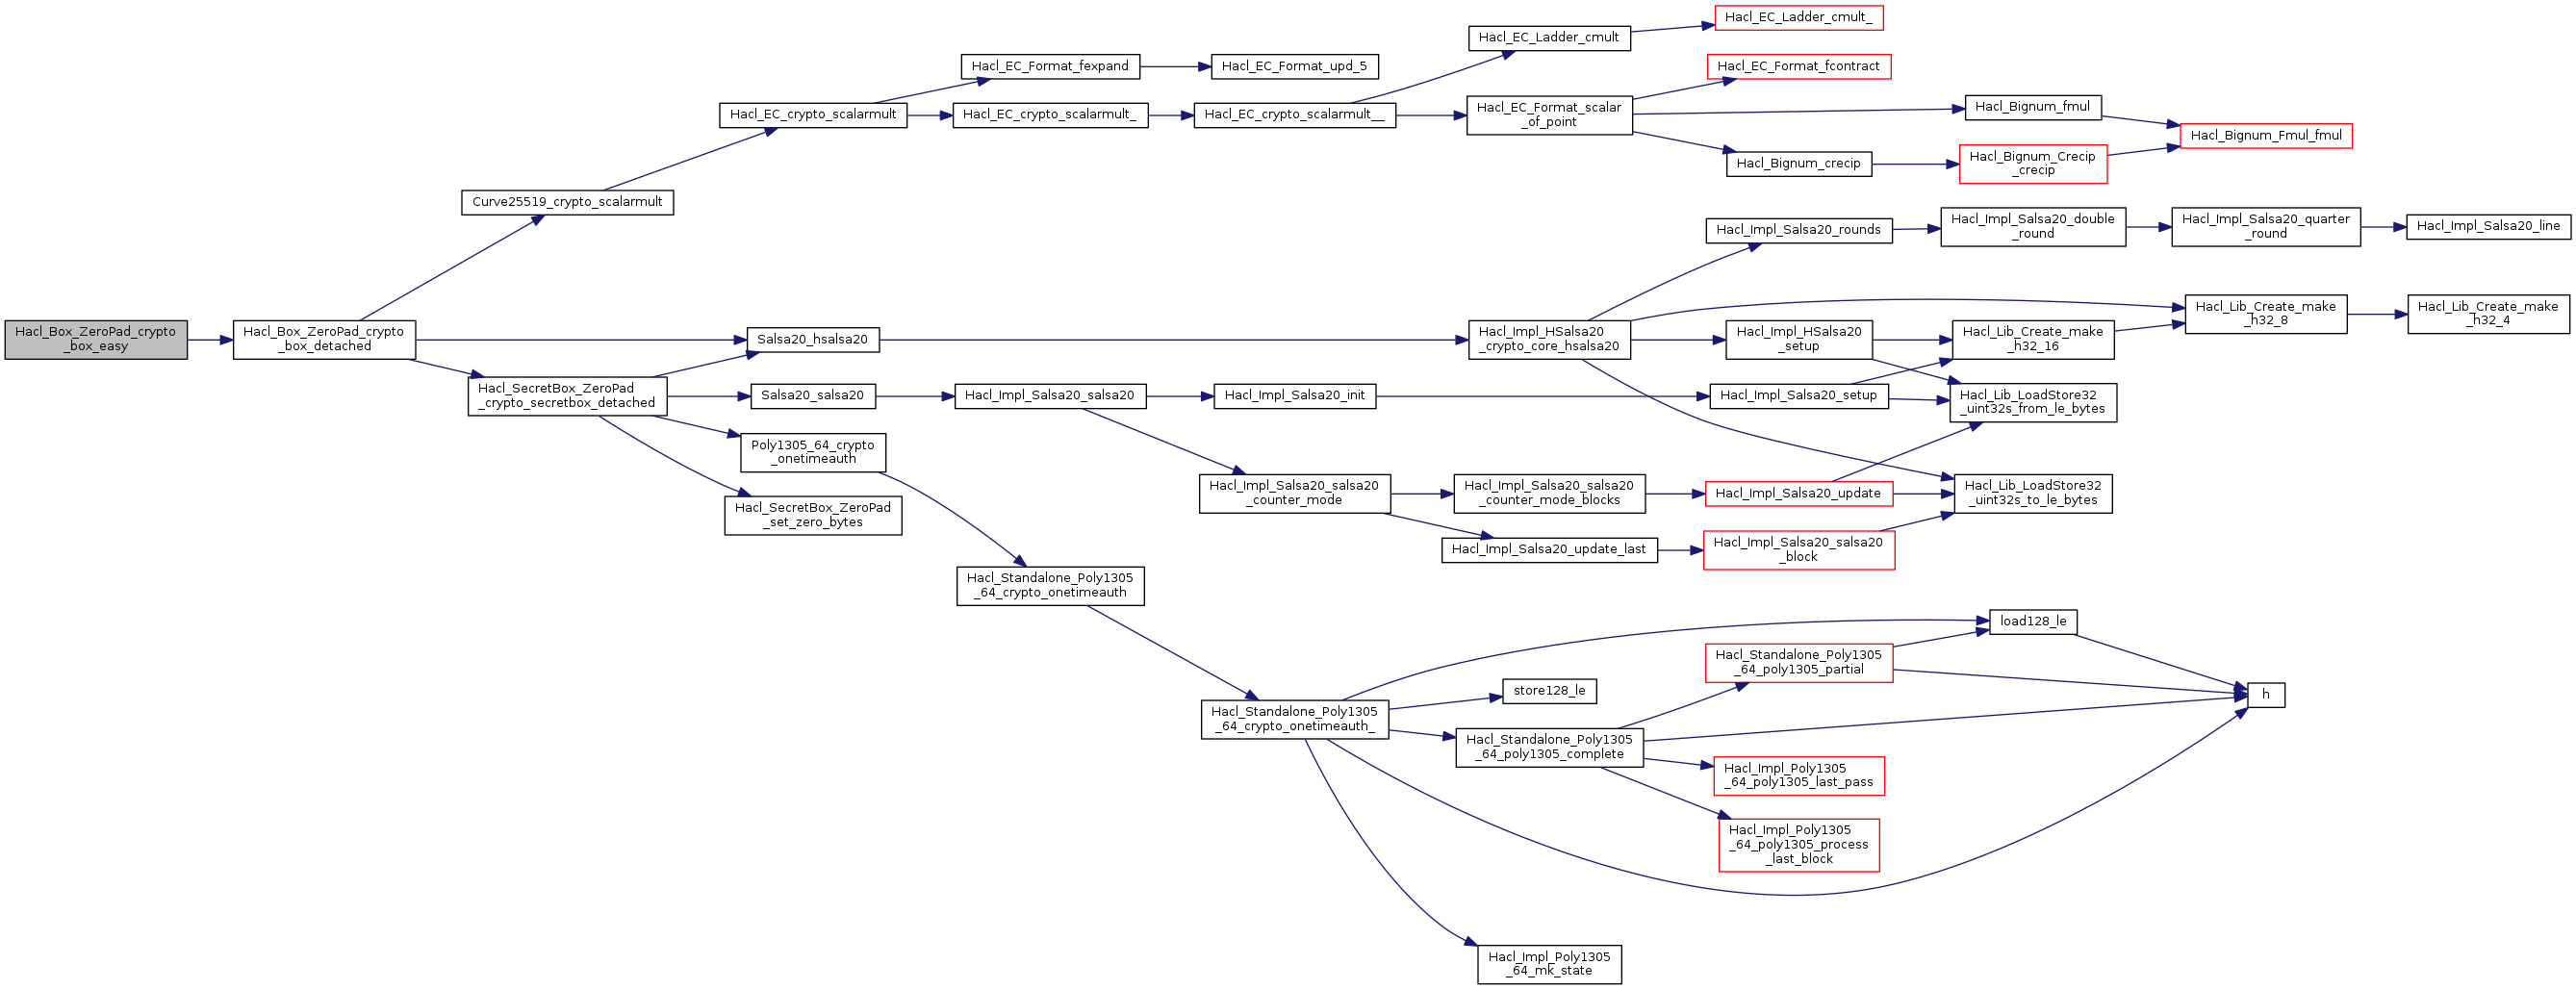 Hacl_Box_ZeroPad_crypto
_box_easy
Hacl_Box_ZeroPad_crypto
_box_detached
Curve25519_crypto_scalarmult
Hacl_EC_crypto_scalarmult
Hacl_EC_Format_fexpand
Hacl_EC_Format_upd_5
Hacl_EC_crypto_scalarmult_
Hacl_EC_crypto_scalarmult__
Hacl_EC_Ladder_cmult
Hacl_EC_Ladder_cmult_
Hacl_EC_Format_scalar
_of_point
Hacl_EC_Format_fcontract
Hacl_Bignum_fmul
Hacl_Bignum_crecip
Hacl_Bignum_Crecip
_crecip
Hacl_Bignum_Fmul_fmul
Salsa20_hsalsa20
Hacl_Impl_HSalsa20
_crypto_core_hsalsa20
Hacl_Impl_Salsa20_rounds
Hacl_Impl_Salsa20_double
_round
Hacl_Impl_Salsa20_quarter
_round
Hacl_Impl_Salsa20_line
Hacl_Impl_HSalsa20
_setup
Hacl_Lib_Create_make
_h32_16
Hacl_Lib_Create_make
_h32_8
Hacl_Lib_Create_make
_h32_4
Hacl_SecretBox_ZeroPad
_crypto_secretbox_detached
Salsa20_salsa20
Hacl_Impl_Salsa20_salsa20
Hacl_Impl_Salsa20_init
Hacl_Impl_Salsa20_setup
Hacl_Lib_LoadStore32
_uint32s_from_le_bytes
Poly1305_64_crypto
_onetimeauth
Hacl_SecretBox_ZeroPad
_set_zero_bytes
Hacl_Impl_Salsa20_salsa20
_counter_mode
Hacl_Impl_Salsa20_salsa20
_counter_mode_blocks
Hacl_Impl_Salsa20_update
Hacl_Lib_LoadStore32
_uint32s_to_le_bytes
Hacl_Impl_Salsa20_update_last
Hacl_Impl_Salsa20_salsa20
_block
Hacl_Standalone_Poly1305
_64_crypto_onetimeauth
Hacl_Standalone_Poly1305
_64_crypto_onetimeauth_
load128_le
Hacl_Standalone_Poly1305
_64_poly1305_partial
store128_le
h
Hacl_Standalone_Poly1305
_64_poly1305_complete
Hacl_Impl_Poly1305
_64_poly1305_last_pass
Hacl_Impl_Poly1305
_64_poly1305_process
_last_block
Hacl_Impl_Poly1305
_64_mk_state